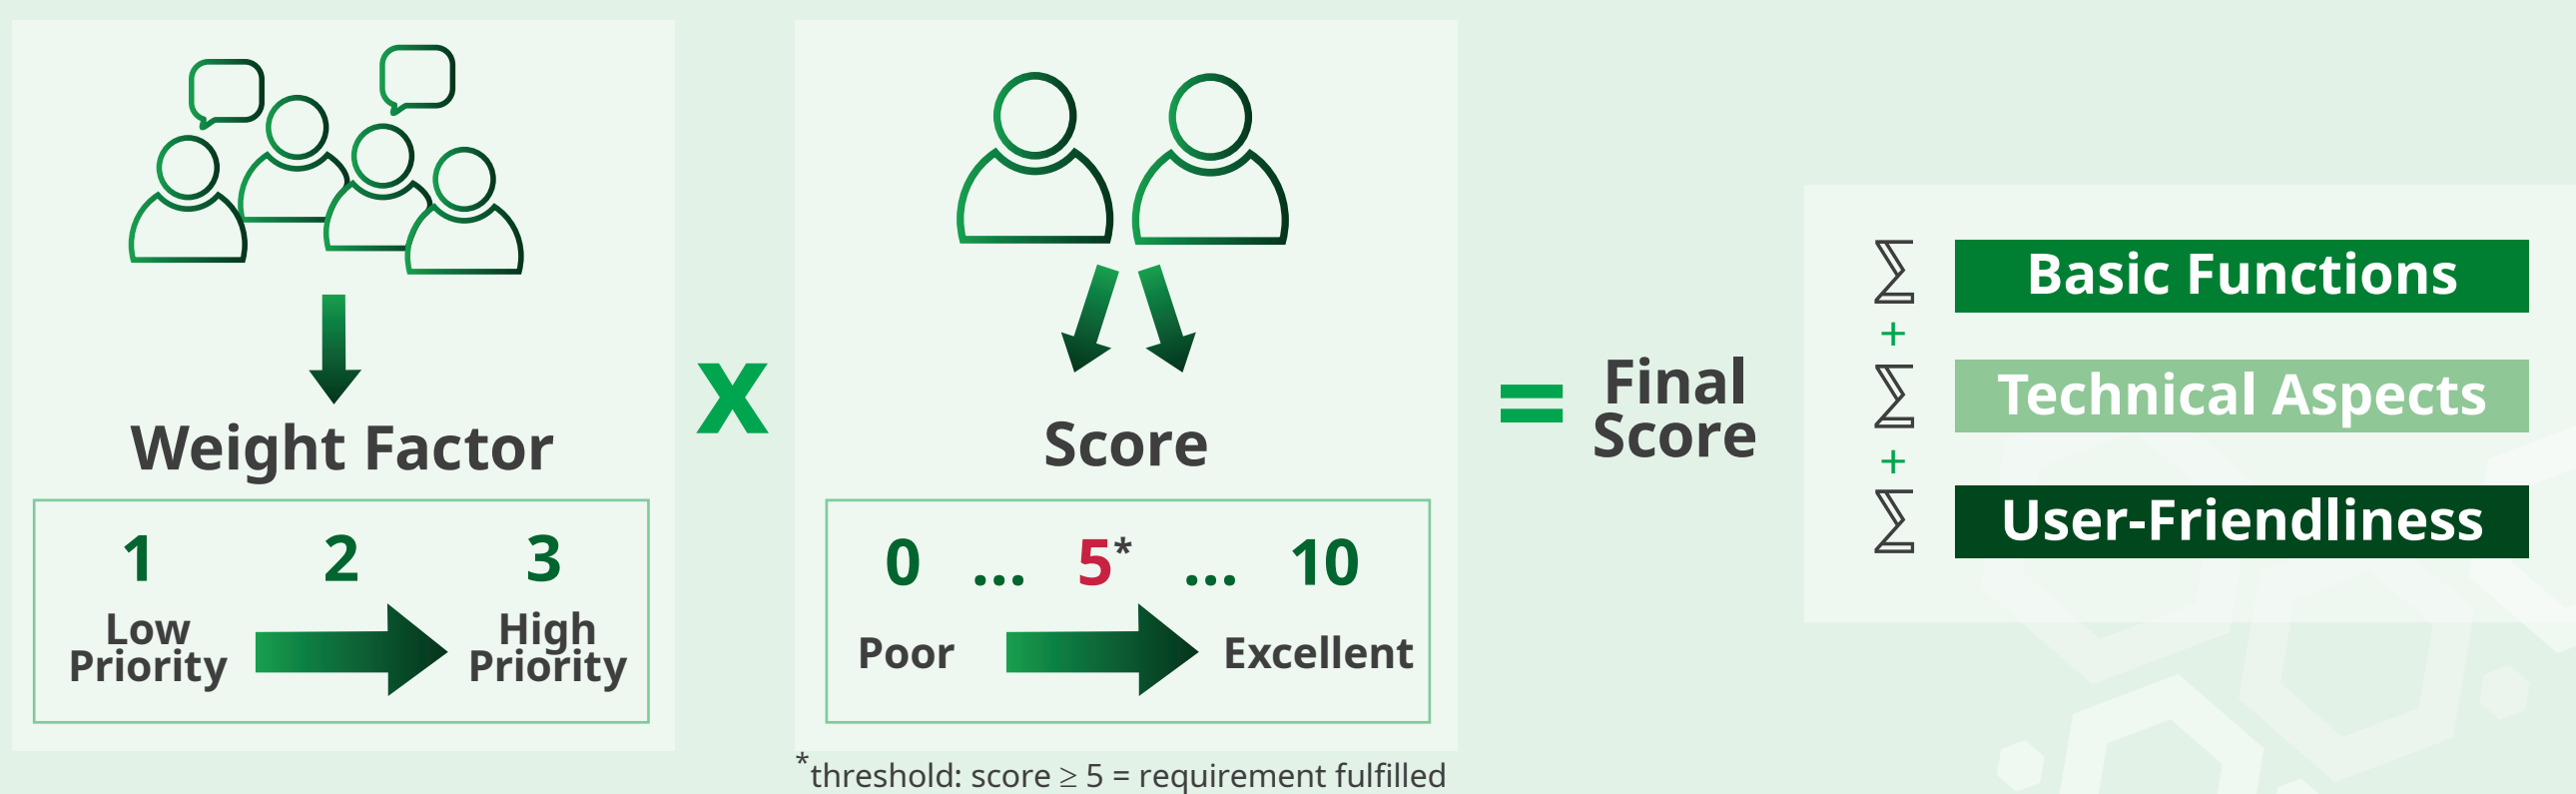 Weight Factor
1 2 3
Low
Priority
High
Priority
x
Score
0 ... 5* ... 10
Poor
Excellent
*threshold: score ≥ 5 = requirement fulfilled
=
Final
Score
∑ Basic Functions
+
∑ Technical Aspects
+
∑ User-Friendliness